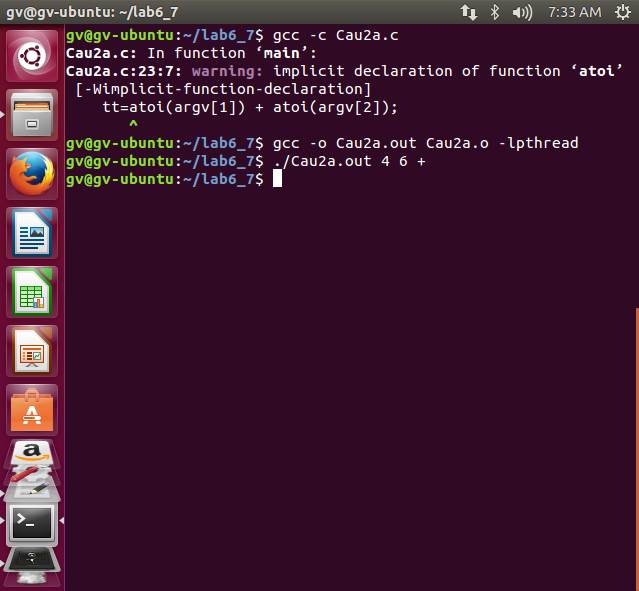 gv@gv-ubuntu: ~/lab6_7
7:33 AM
gv@gv-ubuntu:~/lab6_7$ gcc -c Cau2a.c
Cau2a.c: In function ‘main’:
Cau2a.c:23:7: warning: implicit declaration of function ‘atoi’
[-Wimplicit-function-declaration]
tt=atoi(argv[1]) + atoi(argv[2]);
^
gv@gv-ubuntu:~/lab6_7$ gcc -o Cau2a.out Cau2a.o -lpthread
gv@gv-ubuntu:~/lab6_7$ ./Cau2a.out 4 6 +
gv@gv-ubuntu:~/lab6_7$